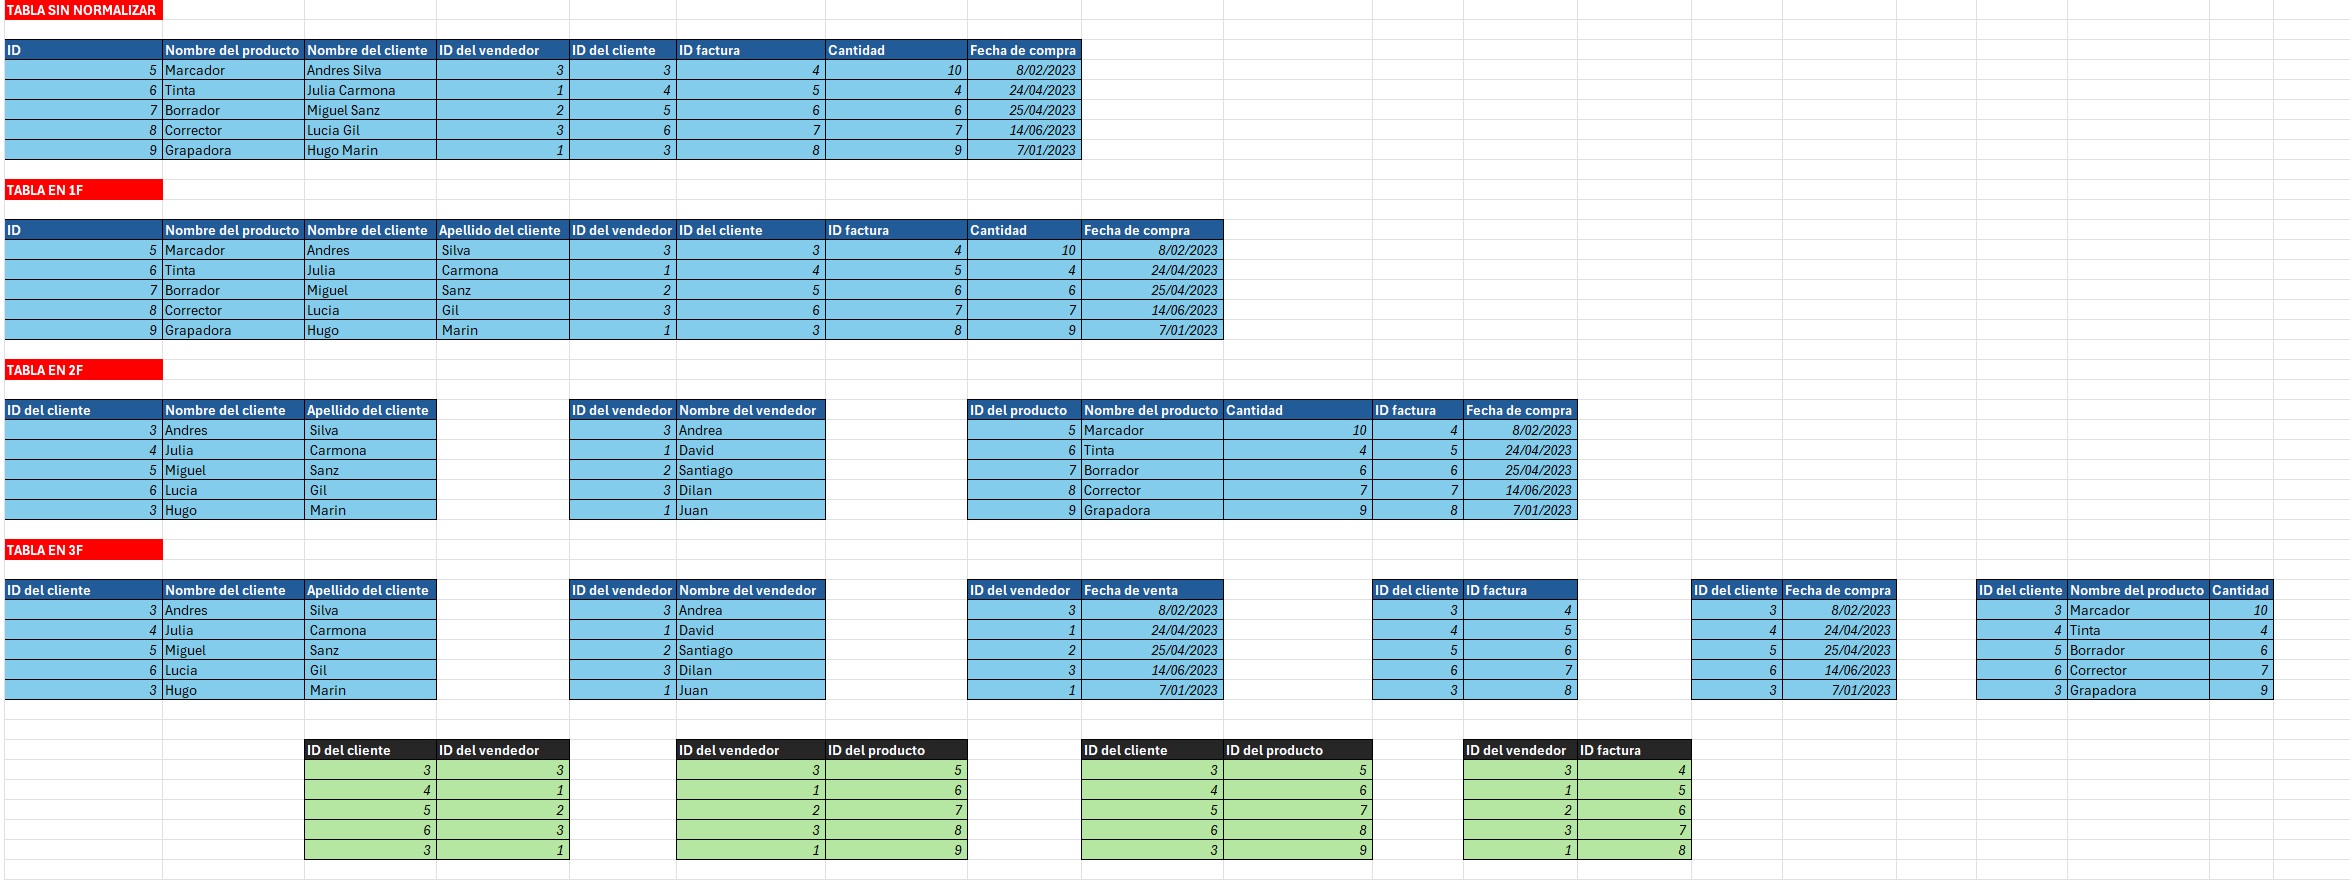 TABLA SIN NORMALIZAR
ID Nombre del producto Nombre del cliente ID del vendedor ID del cliente ID factura Cantidad Fecha de compra
5 Marcador Andres Silva 3 3 4 10 8/02/2023
6 Tinta Julia Carmona 1 4 5 4 24/04/2023
7 Borrador Miguel Sanz 2 5 6 6 25/04/2023
8 Corrector Lucia Gil 3 6 7 7 14/06/2023
9 Grapadora Hugo Marin 1 3 8 9 7/01/2023
TABLA EN 1F
ID Nombre del producto Nombre del cliente Apellido del cliente ID del vendedor ID del cliente ID factura Cantidad Fecha de compra
5 Marcador Andres Silva 3 3 4 10 8/02/2023
6 Tinta Julia Carmona 1 4 5 4 24/04/2023
7 Borrador Miguel Sanz 2 5 6 6 25/04/2023
8 Corrector Lucia Gil 3 6 7 7 14/06/2023
9 Grapadora Hugo Marin 1 3 8 9 7/01/2023
TABLA EN 2F
ID del cliente Nombre del cliente Apellido del cliente ID del vendedor Nombre del vendedor ID del producto Nombre del producto Cantidad ID factura Fecha de compra
3 Andres Silva 3 Andrea 5 Marcador 10 4 8/02/2023
4 Julia Carmona 1 David 6 Tinta 4 5 24/04/2023
5 Miguel Sanz 2 Santiago 7 Borrador 6 6 25/04/2023
6 Lucia Gil 3 Dilan 8 Corrector 7 7 14/06/2023
3 Hugo Marin 1 Juan 9 Grapadora 9 8 7/01/2023
TABLA EN 3F
ID del cliente Nombre del cliente Apellido del cliente ID del vendedor Nombre del vendedor ID del vendedor Fecha de venta ID del cliente ID factura ID del cliente Fecha de compra ID del cliente Nombre del producto Cantidad
3 Andres Silva 3 Andrea 3 8/02/2023 3 4 3 8/02/2023 3 Marcador 10
4 Julia Carmona 1 David 1 24/04/2023 4 5 4 24/04/2023 4 Tinta 4
5 Miguel Sanz 2 Santiago 2 25/04/2023 5 6 5 25/04/2023 5 Borrador 6
6 Lucia Gil 3 Dilan 3 14/06/2023 6 7 6 14/06/2023 6 Corrector 7
3 Hugo Marin 1 Juan 1 7/01/2023 3 8 3 7/01/2023 3 Grapadora 9
ID del cliente ID del vendedor ID del vendedor ID del producto ID del cliente ID del producto ID del vendedor ID factura
3 3 3 5 3 5 3 4
4 1 1 6 4 6 1 5
5 2 2 7 5 7 2 6
6 3 3 8 6 8 3 7
3 1 1 9 3 9 1 8